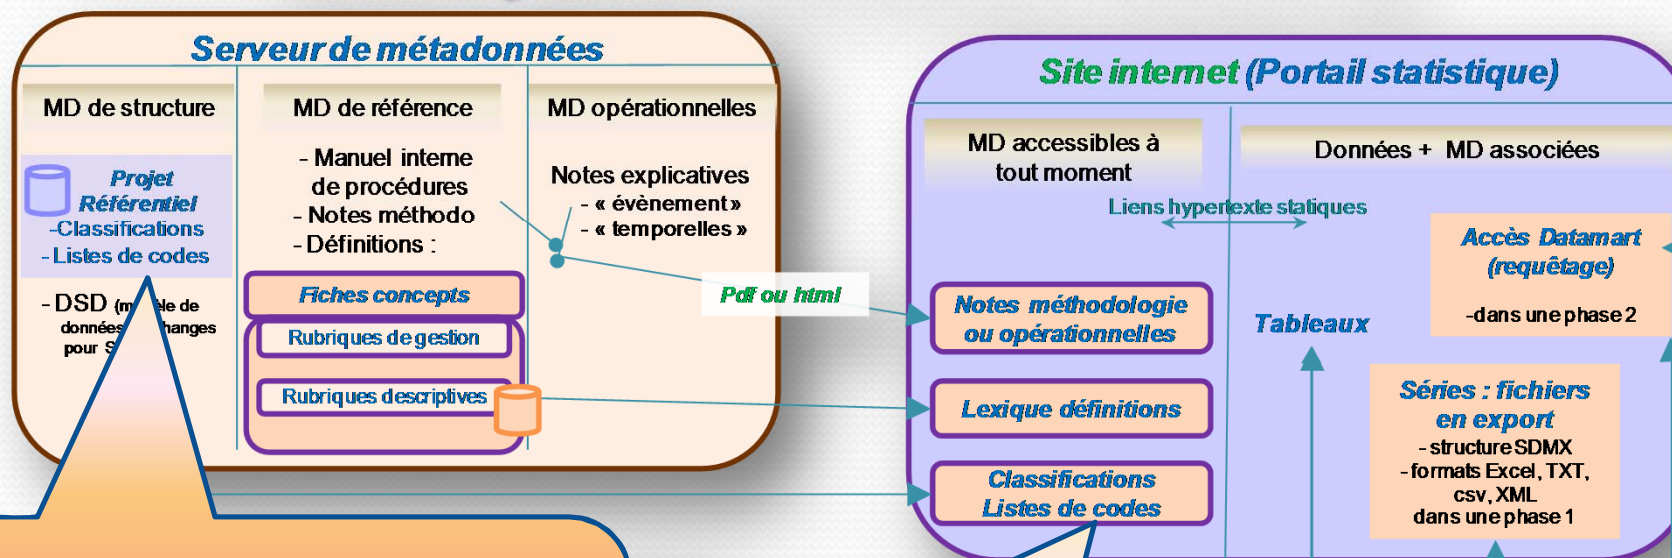 Serveur de métadonnées
MD de structure
Projet
Référentiel
-Classifications
- Listes de codes
- DSD
de
données
changes
pour
MD de référence
- Manuel interne
de procédures
- Notes méthodo
- Définitions :
Fiches concepts
Rubriques de gestion
Rubriques descriptives
MD opérationnelles
Notes explicatives
- « évènement »
- « temporelles »
Pdf ou html
Site internet (Portail statistique)
MD accessibles à
tout moment
Données + MD associées
Liens hypertexte statiques
Notes méthodologie
ou opérationnelles
Lexique définitions
Classifications
Listes de codes
Tableaux
Accès Datamart
(requêtage)
-dans une phase 2
Séries : fichiers
en export
- structure SDMX
- formats Excel, TXT,
csv, XML
dans une phase 1